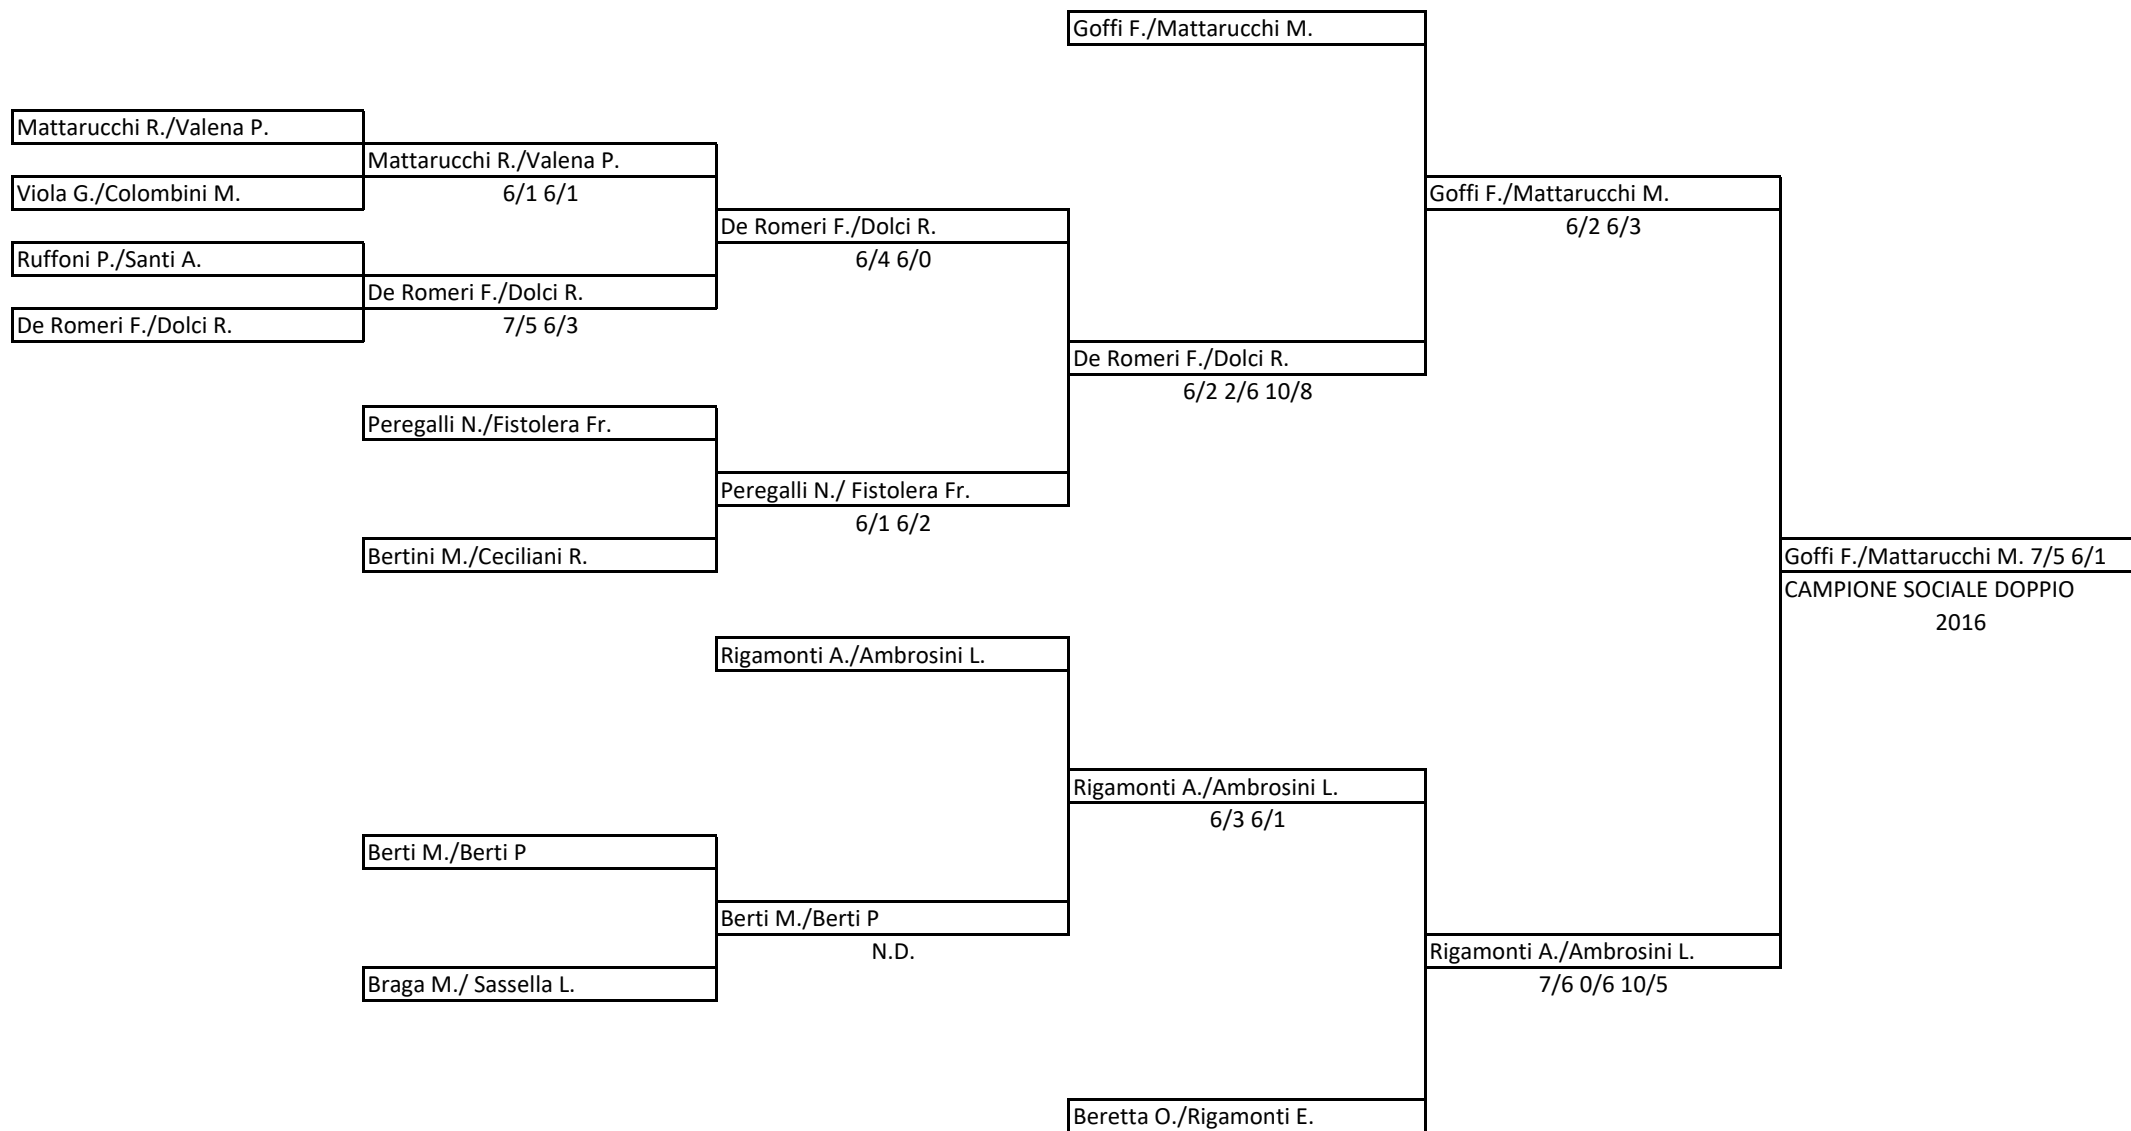 Goffi F./Mattarucchi M.
Mattarucchi R./Valena P.
Mattarucchi R./Valena P.
Viola G./Colombini M.
6/1 6/1
Goffi F./Mattarucchi M.
De Romeri F./Dolci R.
6/2 6/3
Ruffoni P./Santi A.
6/4 6/0
De Romeri F./Dolci R.
De Romeri F./Dolci R.
7/5 6/3
De Romeri F./Dolci R.
6/2 2/6 10/8
Peregalli N./Fistolera Fr.
Peregalli N./ Fistolera Fr.
6/1 6/2
Bertini M./Ceciliani R.
Goffi F./Mattarucchi M. 7/5 6/1
CAMPIONE SOCIALE DOPPIO
2016
Rigamonti A./Ambrosini L.
Rigamonti A./Ambrosini L.
6/3 6/1
Berti M./Berti P
Berti M./Berti P
N.D.
Rigamonti A./Ambrosini L.
Braga M./ Sassella L.
7/6 0/6 10/5
Beretta O./Rigamonti E.